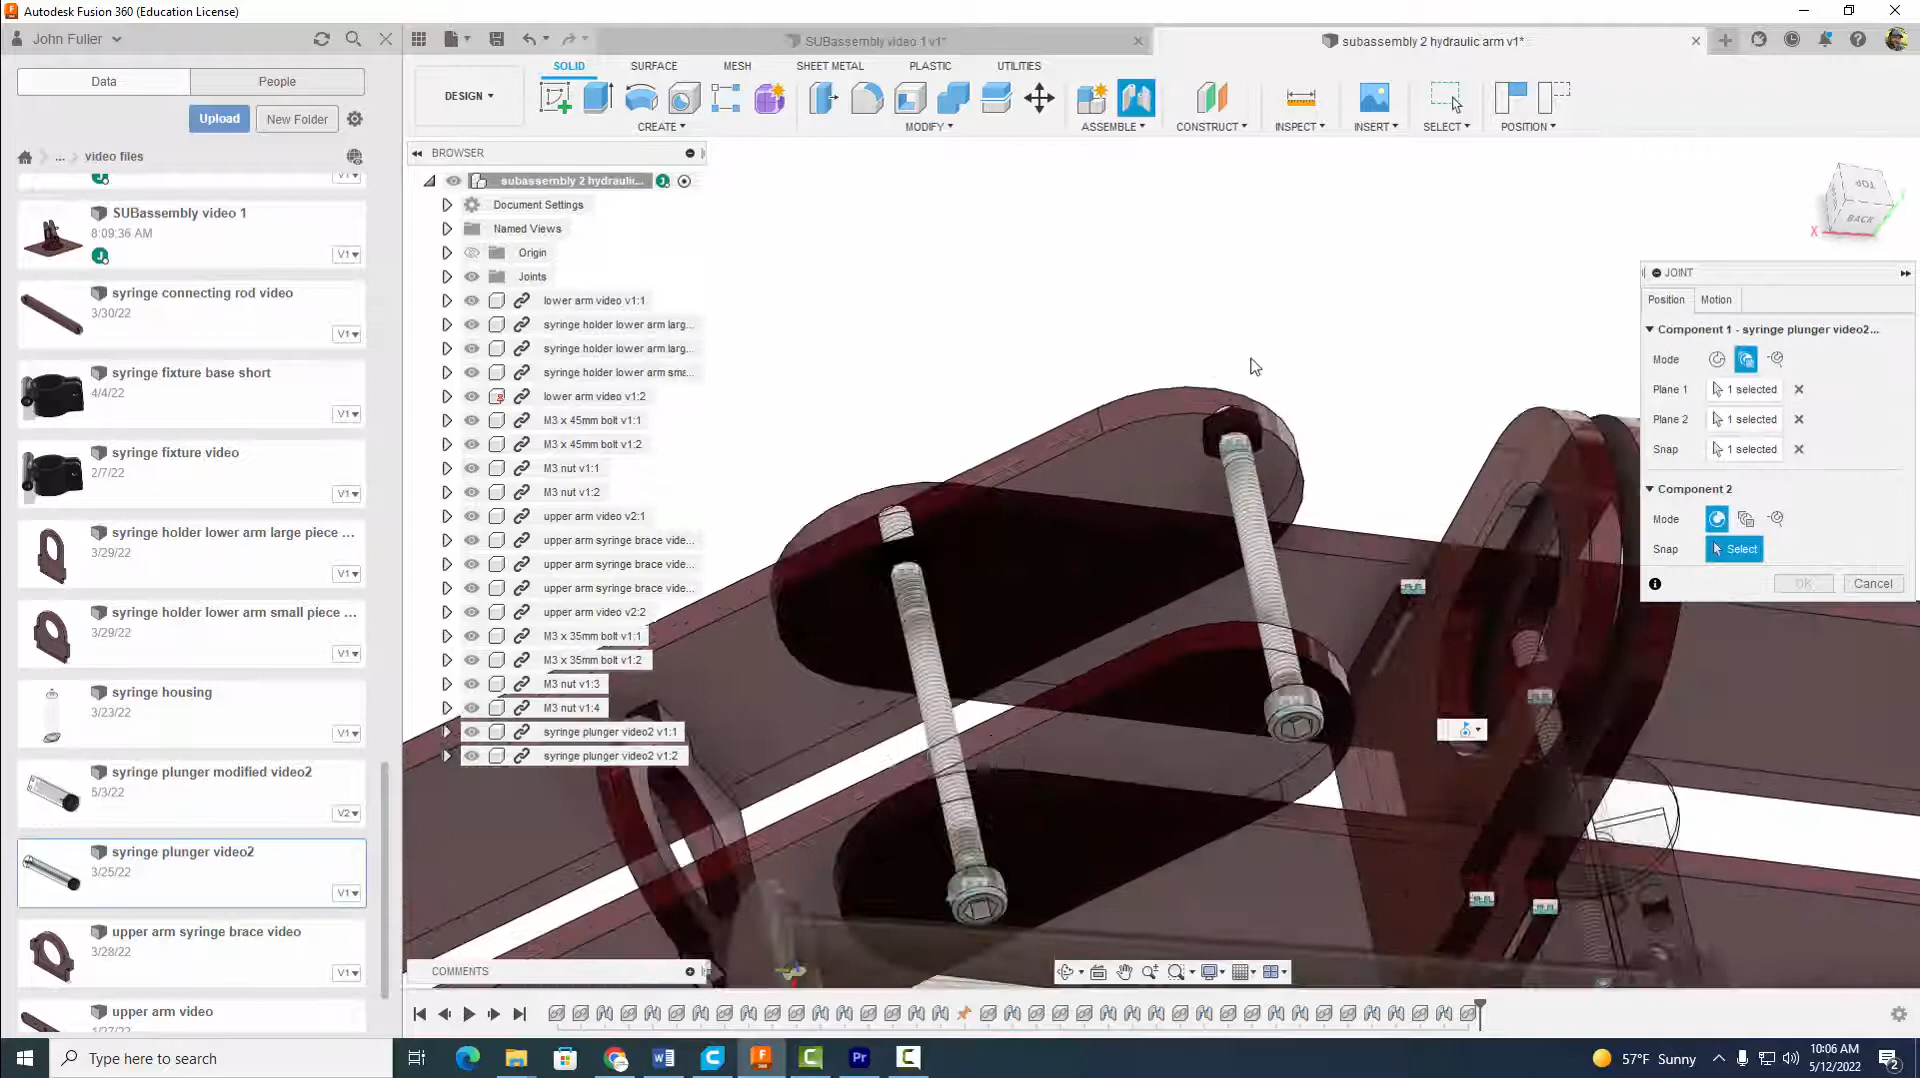 Autodesk Fusion 360 (Education License)
John Fuller
SUBassembly video 1 v1*
subassembly 2 hydraulic arm v1*
Data
People
Upload
New Folder
... video files
DESIGN
SOLID
SURFACE
MESH
SHEET METAL
PLASTIC
UTILITIES
CREATE
MODIFY
ASSEMBLE
CONSTRUCT
INSPECT
INSERT
SELECT
POSITION
SUBassembly video 1
8:09:36 AM
V1
syringe connecting rod video
3/30/22
V1
syringe fixture base short
4/4/22
V1
syringe fixture video
2/7/22
V1
syringe holder lower arm large piece ...
3/29/22
V1
syringe holder lower arm small piece ...
3/29/22
V1
syringe housing
3/23/22
V1
syringe plunger modified video2
5/3/22
V2
syringe plunger video2
3/25/22
V1
upper arm syringe brace video
3/28/22
V1
upper arm video
BROWSER
subassembly 2 hydraulic...
Document Settings
Named Views
Origin
Joints
lower arm video v1:1
syringe holder lower arm larg...
syringe holder lower arm larg...
syringe holder lower arm sma...
lower arm video v1:2
M3 x 45mm bolt v1:1
M3 x 45mm bolt v1:2
M3 nut v1:1
M3 nut v1:2
upper arm video v2:1
upper arm syringe brace vide...
upper arm syringe brace vide...
upper arm syringe brace vide...
upper arm video v2:2
M3 x 35mm bolt v1:1
M3 x 35mm bolt v1:2
M3 nut v1:3
M3 nut v1:4
syringe plunger video2 v1:1
syringe plunger video2 v1:2
TOP
BACK
X
JOINT
Position
Motion
Component 1 - syringe plunger video2...
Mode
Plane 1
1 selected
Plane 2
1 selected
Snap
1 selected
Component 2
Mode
Snap
Select
OK
Cancel
COMMENTS
Type here to search
57°F Sunny
10:06 AM
5/12/2022
2